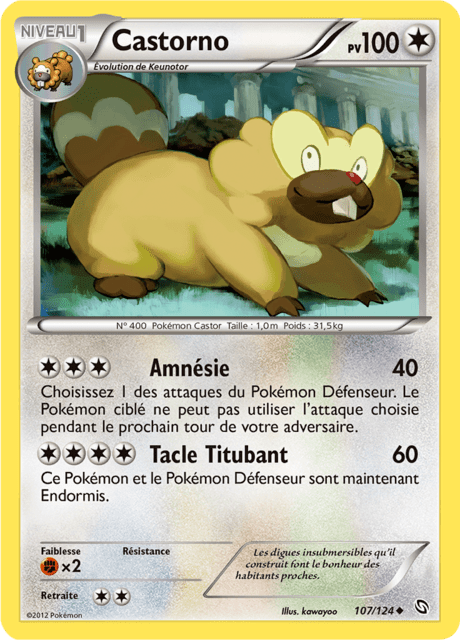 NIVEAU 1
Castorno
PV 100
Évolution de Keunotor
N° 400 Pokémon Castor Taille : 1,0 m Poids : 31,5 kg
Amnésie 40
Choisissez 1 des attaques du Pokémon Défenseur. Le
Pokémon ciblé ne peut pas utiliser l'attaque choisie
pendant le prochain tour de votre adversaire.
Tacle Titubant 60
Ce Pokémon et le Pokémon Défenseur sont maintenant
Endormis.
Faiblesse Résistance
×2
Retraite
Les digues insubmersibles qu'il
construit font le bonheur des
habitants proches.
©2012 Pokémon
Illus. kawayoo 107/124